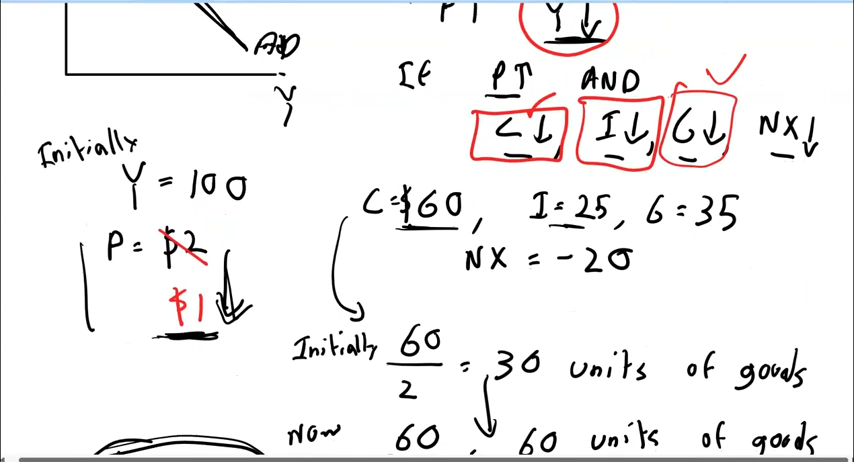 P↑ Y↓
AD
Y
If P↑ AND
C↓, I↓, G↓ NX↓
Initially
Y = 100
C = $60, I = 25, G = 35
P = $2
NX = -20
$1
Initially 60/2 = 30 units of goods
Now 60 60 units of goods